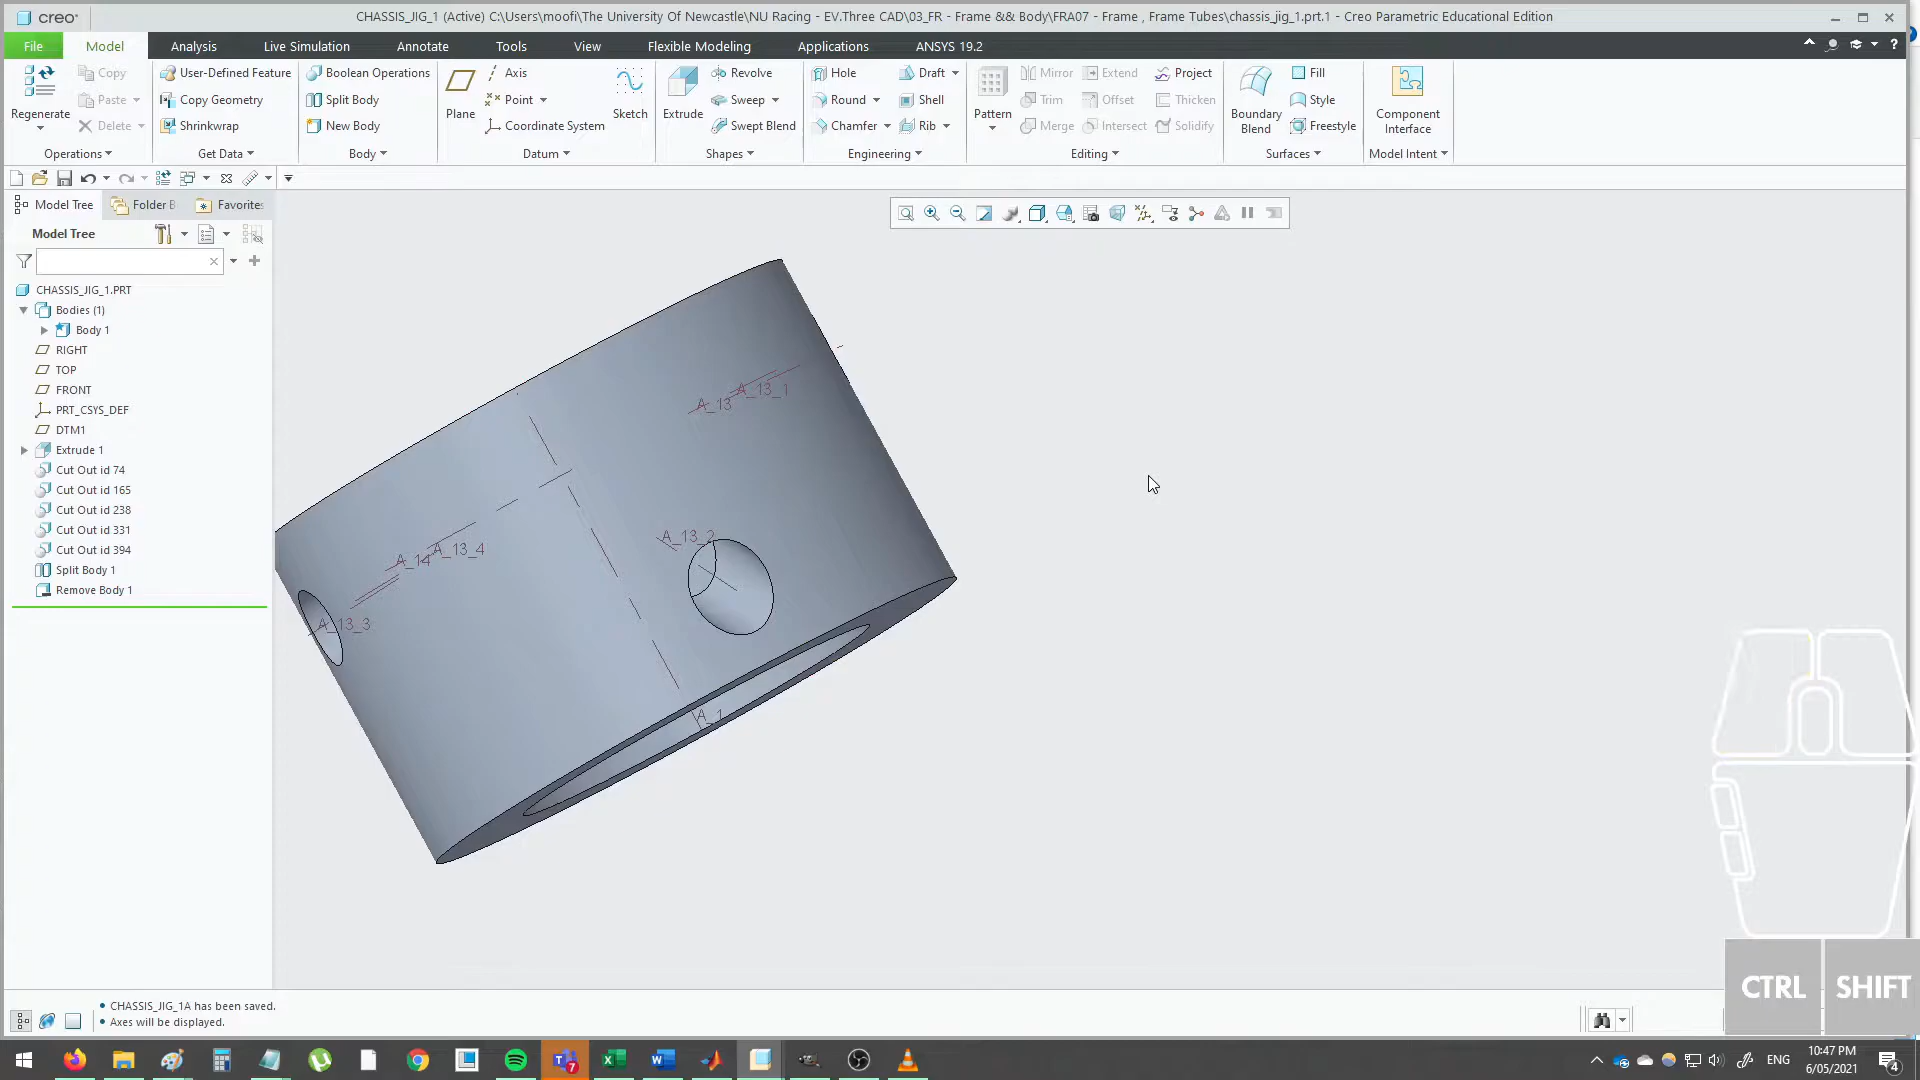 creo
CHASSIS_JIG_1 (Active) C:\Users\moofi\The University Of Newcastle\NU Racing - EV.Three CAD\03_FR - Frame && Body\FRA07 - Frame , Frame Tubes\chassis_jig_1.prt.1 - Creo Parametric Educational Edition
File Model Analysis Live Simulation Annotate Tools View Flexible Modeling Applications ANSYS 19.2
Copy User-Defined Feature Boolean Operations Axis Revolve Hole Draft Mirror Extend Project Fill
Paste Copy Geometry Split Body Point Sweep Round Shell Trim Offset Thicken Style
Regenerate Plane Sketch Extrude Pattern Boundary Blend Component Interface
Delete Shrinkwrap New Body Coordinate System Swept Blend Chamfer Rib Merge Intersect Solidify Freestyle
Operations Get Data Body Datum Shapes Engineering Editing Surfaces Model Intent
Model Tree Folder B Favorites
Model Tree
CHASSIS_JIG_1.PRT
Bodies (1)
Body 1
RIGHT
TOP
FRONT
PRT_CSYS_DEF
DTM1
Extrude 1
Cut Out id 74
Cut Out id 165
Cut Out id 238
Cut Out id 331
Cut Out id 394
Split Body 1
Remove Body 1
A_13_1
A_13
A_13_2
A_13_4
A_14
A_13_3
A_1
CTRL SHIFT
CHASSIS_JIG_1A has been saved.
Axes will be displayed.
7
ENG
10:47 PM
6/05/2021
4